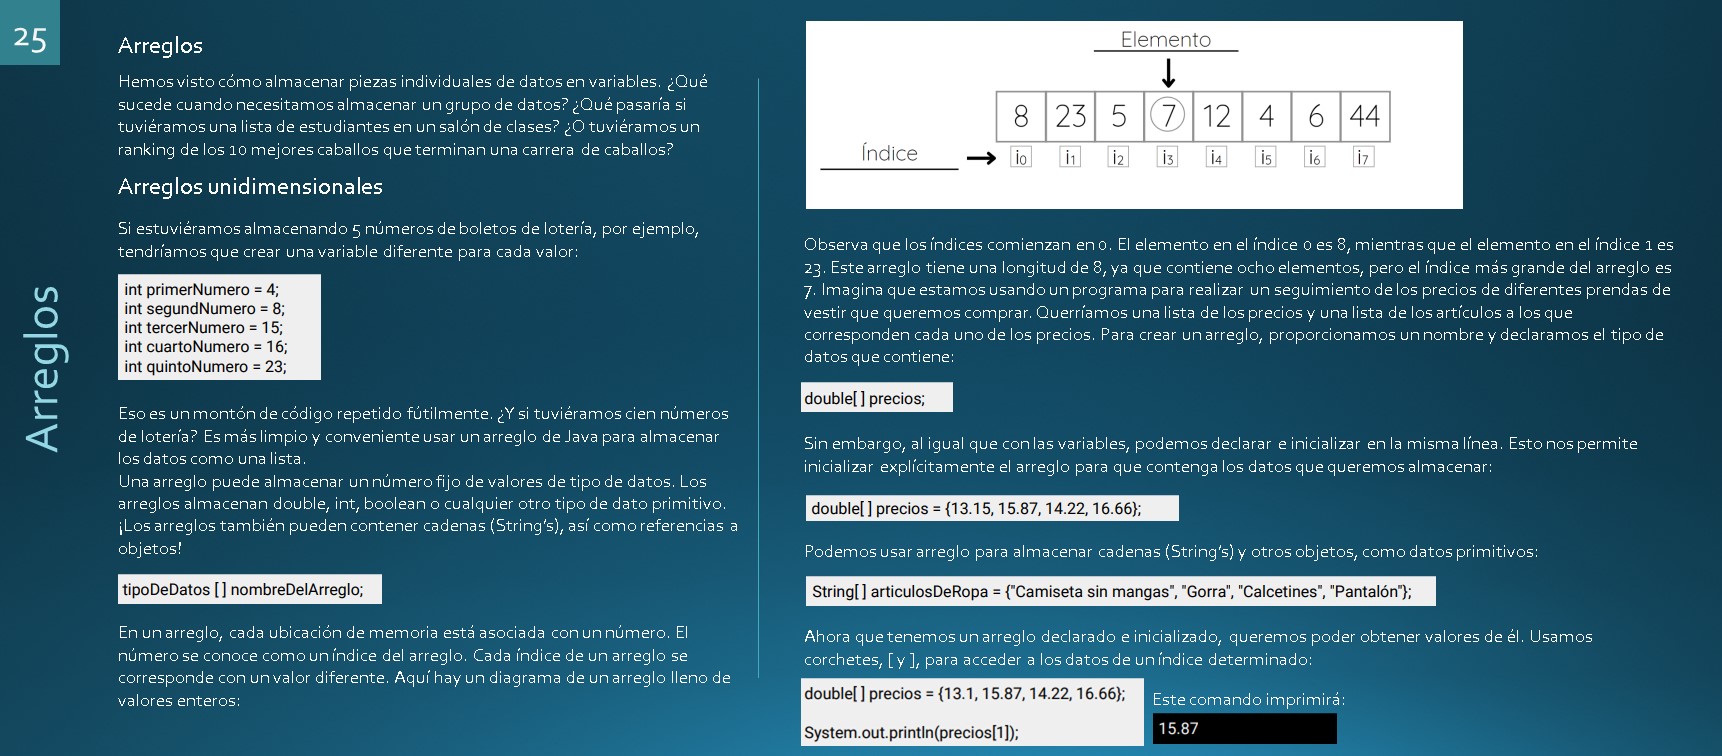 25
Arreglos
Arreglos
Hemos visto cómo almacenar piezas individuales de datos en variables. ¿Qué
sucede cuando necesitamos almacenar un grupo de datos? ¿Qué pasaría si
tuviéramos una lista de estudiantes en un salón de clases? ¿O tuviéramos un
ranking de los 10 mejores caballos que terminan una carrera de caballos?
Arreglos unidimensionales
Si estuviéramos almacenando 5 números de boletos de lotería, por ejemplo,
tendríamos que crear una variable diferente para cada valor:
int primerNumero = 4;
int segundNumero = 8;
int tercerNumero = 15;
int cuartoNumero = 16;
int quintoNumero = 23;
Eso es un montón de código repetido fútilmente. ¿Y si tuviéramos cien números
de lotería? Es más limpio y conveniente usar un arreglo de Java para almacenar
los datos como una lista.
Una arreglo puede almacenar un número fijo de valores de tipo de datos. Los
arreglos almacenan double, int, boolean o cualquier otro tipo de dato primitivo.
¡Los arreglos también pueden contener cadenas (String's), así como referencias a
objetos!
tipoDeDatos [ ] nombreDelArreglo;
En un arreglo, cada ubicación de memoria está asociada con un número. El
número se conoce como un índice del arreglo. Cada índice de un arreglo se
corresponde con un valor diferente. Aquí hay un diagrama de un arreglo lleno de
valores enteros:
Elemento
8 23 5 7 12 4 6 44
Índice
i0 i1 i2 i3 i4 i5 i6 i7
Observa que los índices comienzan en 0. El elemento en el índice 0 es 8, mientras que el elemento en el índice 1 es
23. Este arreglo tiene una longitud de 8, ya que contiene ocho elementos, pero el índice más grande del arreglo es
7. Imagina que estamos usando un programa para realizar un seguimiento de los precios de diferentes prendas de
vestir que queremos comprar. Querríamos una lista de los precios y una lista de los artículos a los que
corresponden cada uno de los precios. Para crear un arreglo, proporcionamos un nombre y declaramos el tipo de
datos que contiene:
double[ ] precios;
Sin embargo, al igual que con las variables, podemos declarar e inicializar en la misma línea. Esto nos permite
inicializar explícitamente el arreglo para que contenga los datos que queremos almacenar:
double[ ] precios = {13.15, 15.87, 14.22, 16.66};
Podemos usar arreglo para almacenar cadenas (String's) y otros objetos, como datos primitivos:
String[ ] articulosDeRopa = {"Camiseta sin mangas", "Gorra", "Calcetines", "Pantalón"};
Ahora que tenemos un arreglo declarado e inicializado, queremos poder obtener valores de él. Usamos
corchetes, [ y ], para acceder a los datos de un índice determinado:
double[ ] precios = {13.1, 15.87, 14.22, 16.66};
System.out.println(precios[1]);
Este comando imprimirá:
15.87